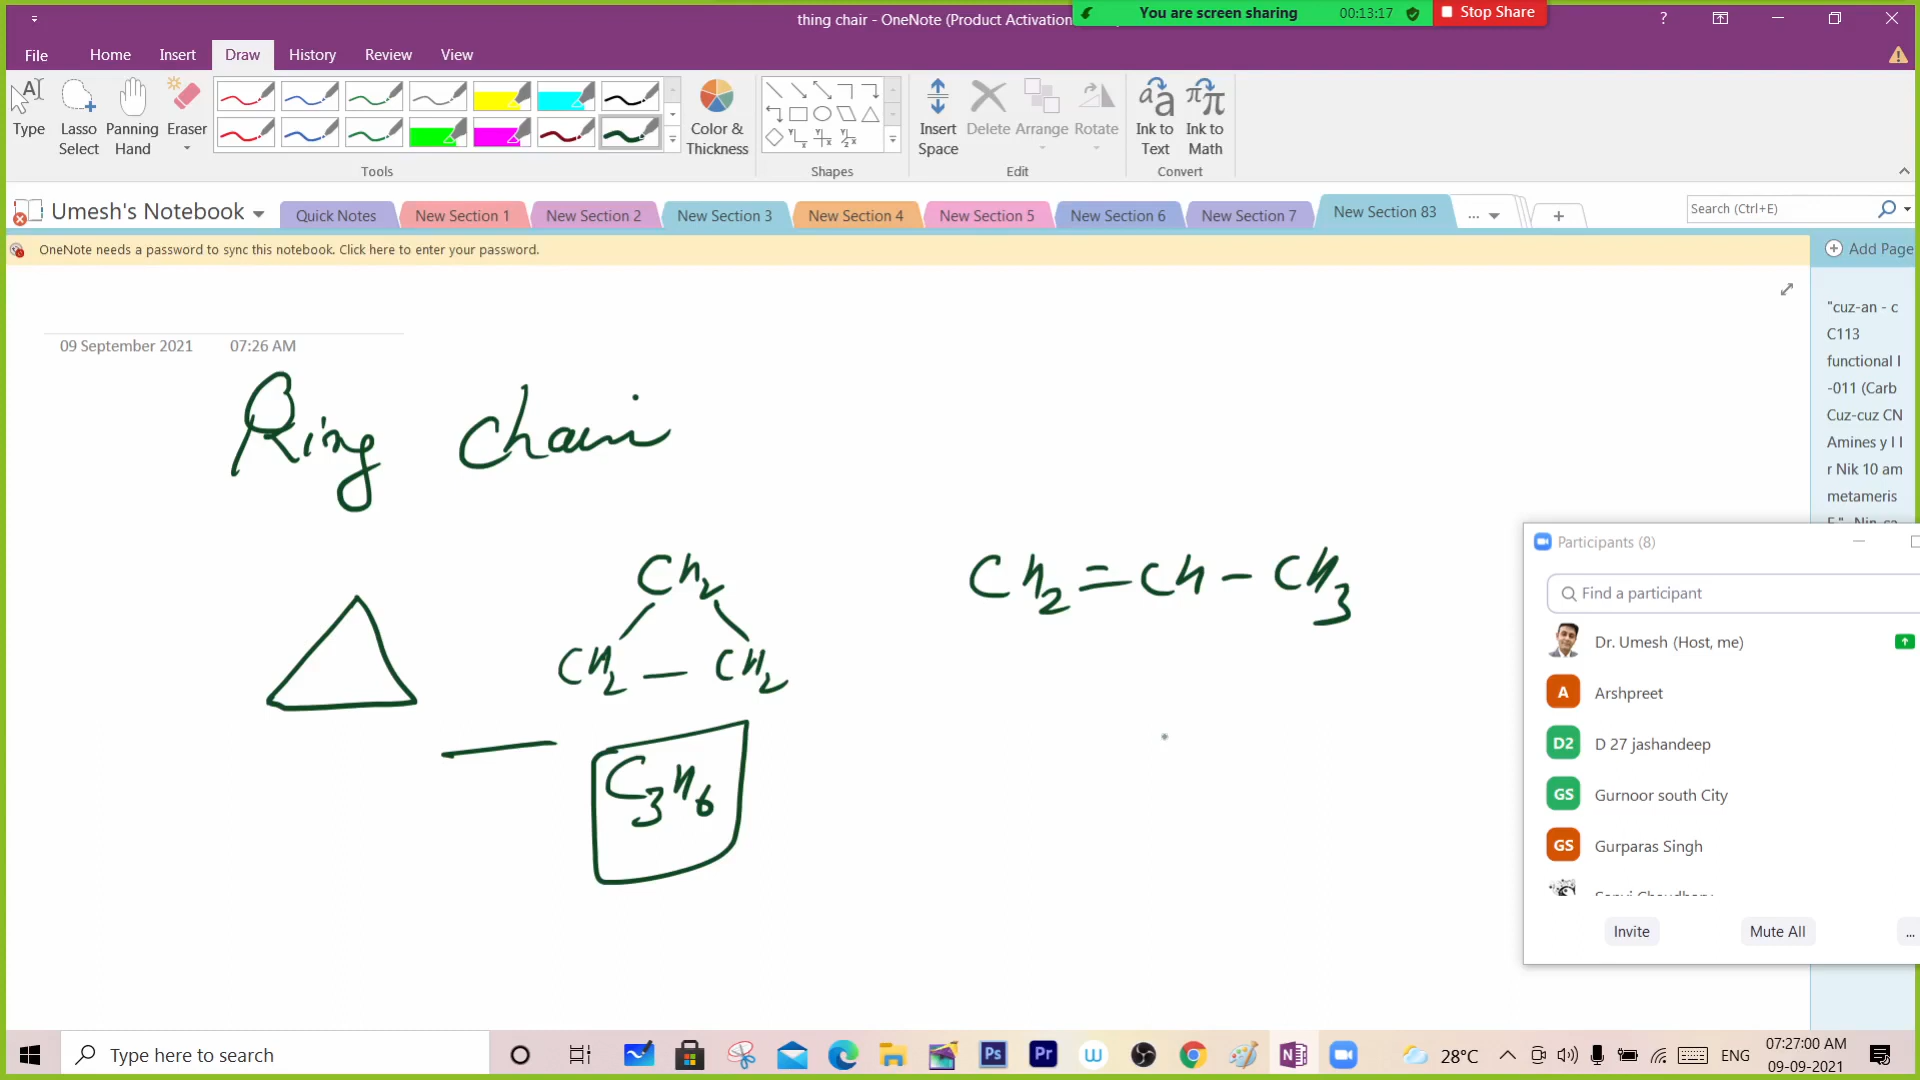 thing chair - OneNote (Product Activation
You are screen sharing 00:13:17 Stop Share
?
File Home Insert Draw History Review View
Type
Lasso Select
Panning Hand
Eraser
Color & Thickness
Insert Space
Delete
Arrange
Rotate
Ink to Text
Ink to Math
Tools Shapes Edit Convert
Umesh's Notebook
Quick Notes New Section 1 New Section 2 New Section 3 New Section 4 New Section 5 New Section 6 New Section 7 New Section 83 ... +
Search (Ctrl+E)
OneNote needs a password to sync this notebook. Click here to enter your password.
Add Page
09 September 2021 07:26 AM
Ring Chain
CH2
CH2 — CH2
C3H6
CH2 = CH – CH3
"cuz-an - c
C113
functional I
-011 (Carb
Cuz-cuz CN
Amines y I I
r Nik 10 am
metameris
Participants (8)
Find a participant
Dr. Umesh (Host, me)
A Arshpreet
D2 D 27 jashandeep
GS Gurnoor south City
GS Gurparas Singh
Invite Mute All ...
Type here to search
Ps Pr W
28°C ENG
07:27:00 AM
09-09-2021